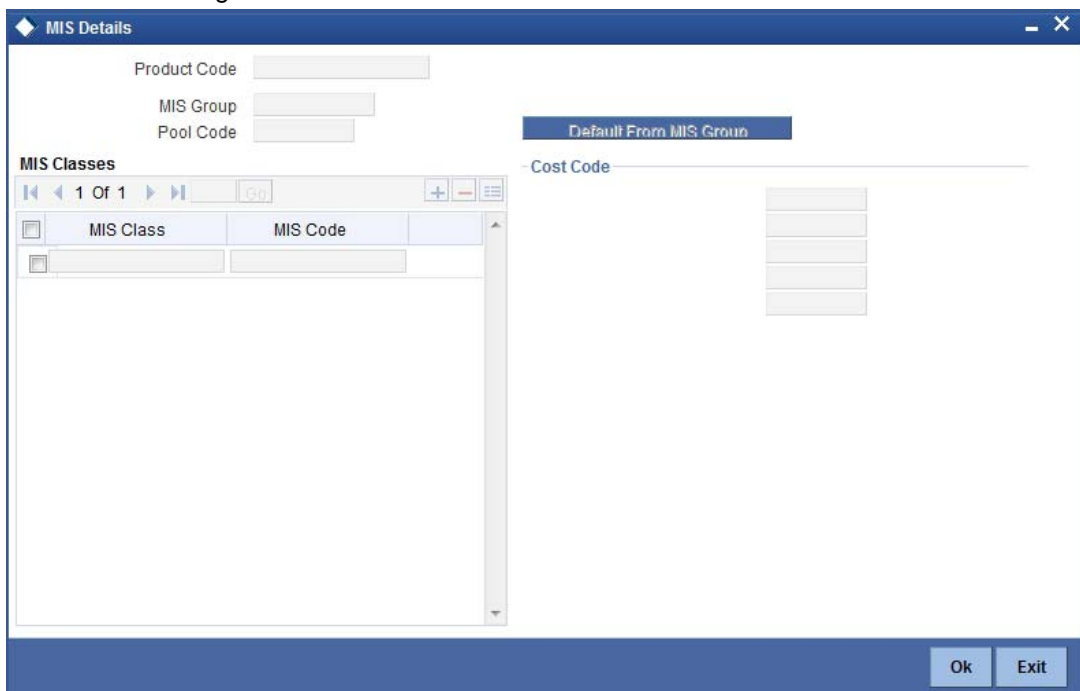 MIS Details
Product Code
MIS Group
Pool Code
Default From MIS Group
MIS Classes
Cost Code
1 Of 1
Go
MIS Class MIS Code
Ok Exit